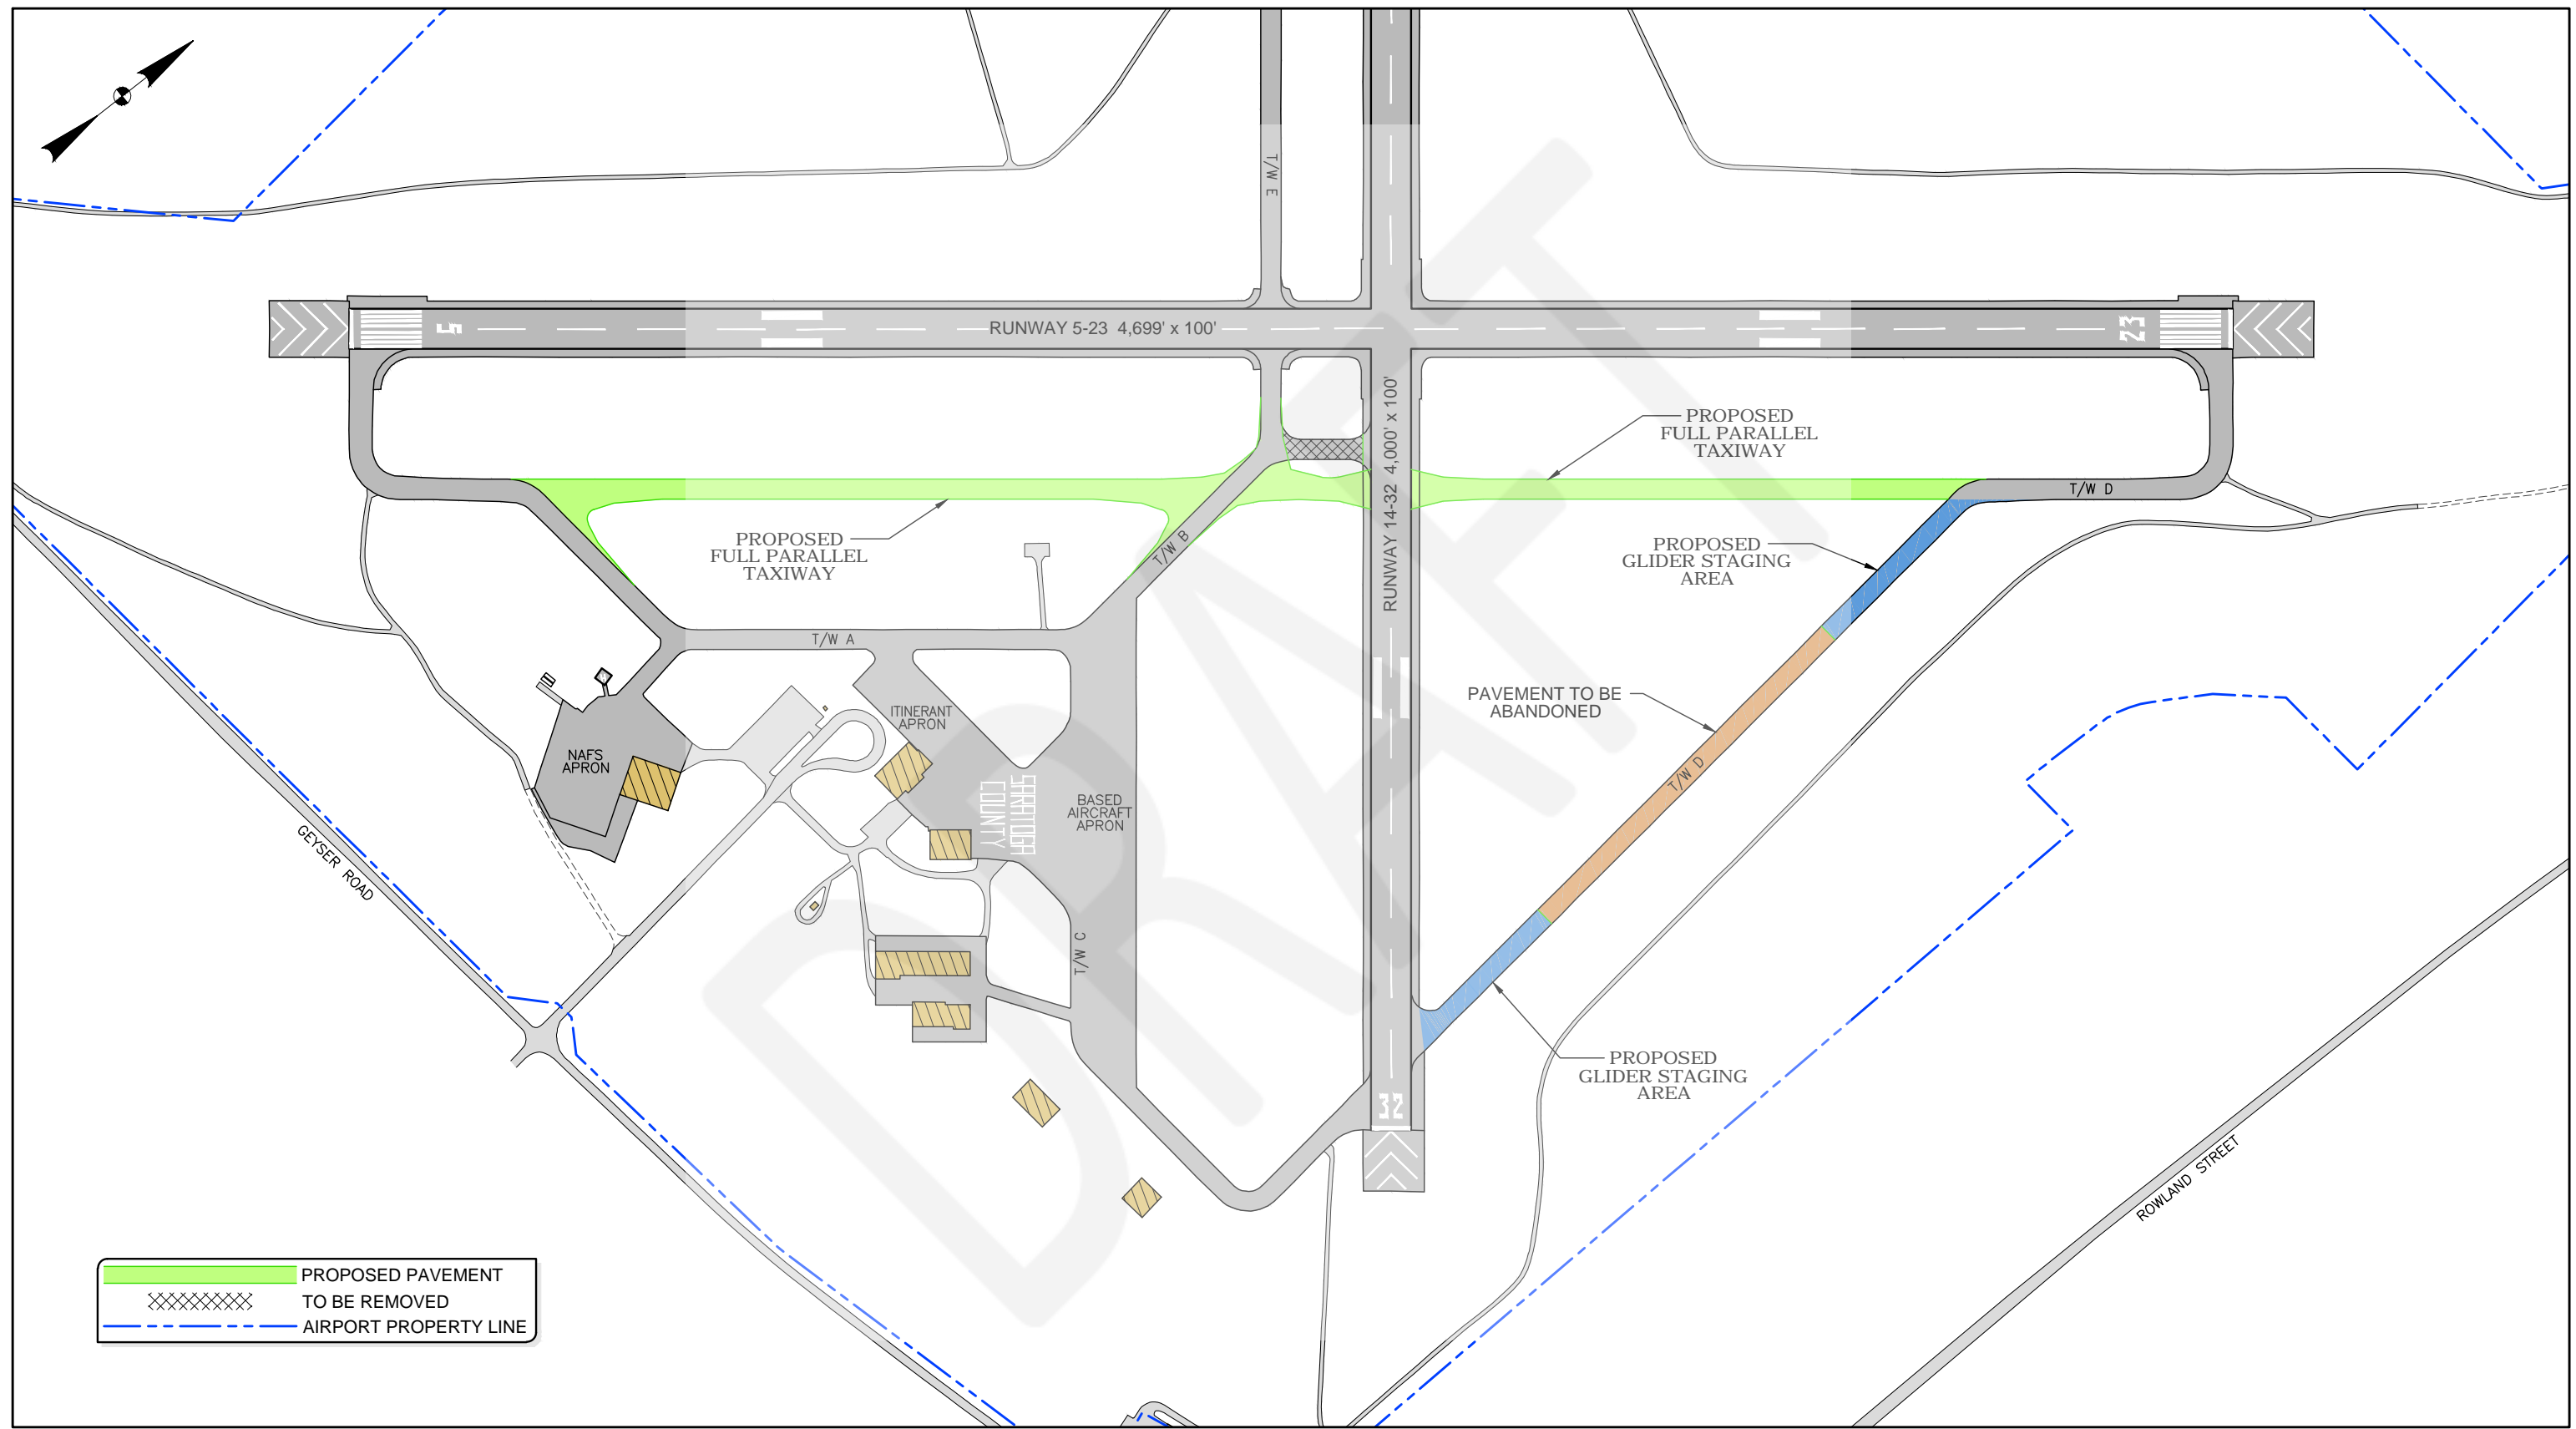 T/W E
5
RUNWAY 5-23 4,699' x 100'
23
RUNWAY 14-32 4,000' x 100'
PROPOSED
FULL PARALLEL
TAXIWAY
T/W D
PROPOSED
FULL PARALLEL
TAXIWAY
T/W B
PROPOSED
GLIDER STAGING
AREA
T/W A
PAVEMENT TO BE
ABANDONED
ITINERANT
APRON
NAFS
APRON
T/W D
SARATOGA
COUNTY
BASED
AIRCRAFT
APRON
GEYSER ROAD
T/W C
PROPOSED
GLIDER STAGING
AREA
32
ROWLAND STREET
DRAFT
PROPOSED PAVEMENT
TO BE REMOVED
AIRPORT PROPERTY LINE